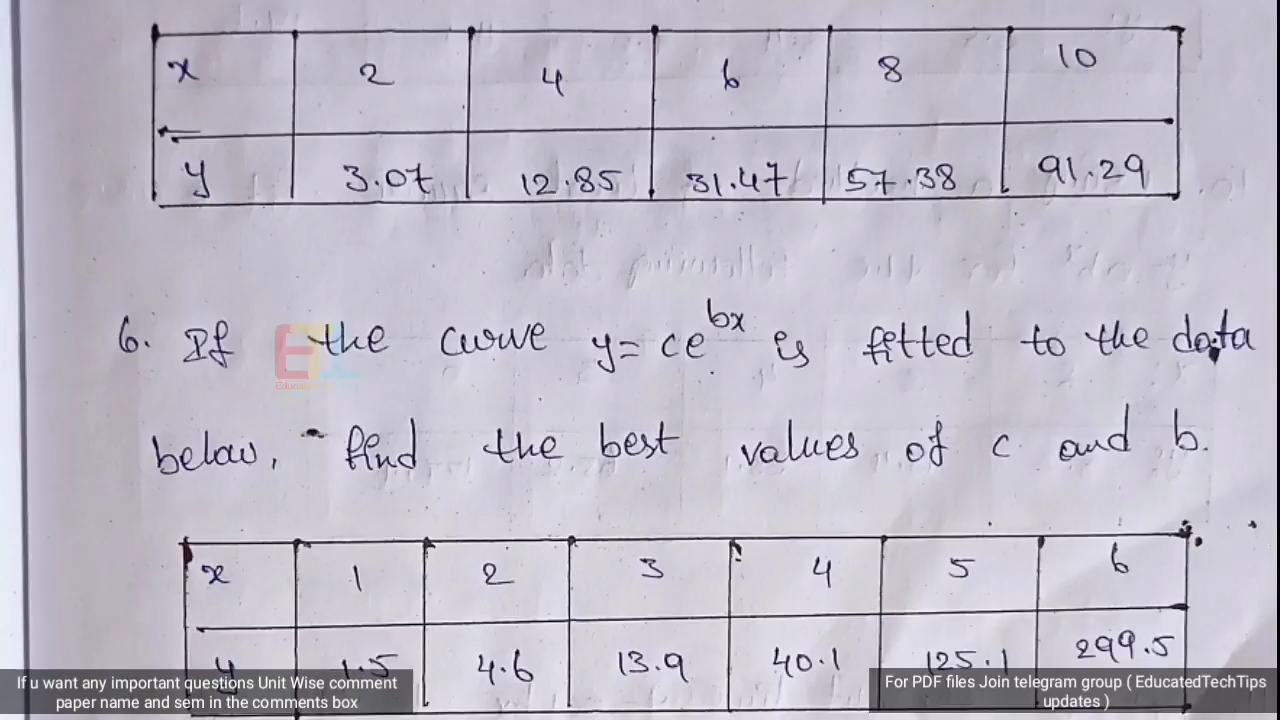 x 2 4 6 8 10
y 3.07 12.85 31.47 57.38 91.29
6. If the curve y = ce^bx is fitted to the data
below, find the best values of c and b.
x 1 2 3 4 5 6
y 1.5 4.6 13.9 40.1 125.1 299.5
If u want any important questions Unit Wise comment
paper name and sem in the comments box
For PDF files Join telegram group ( EducatedTechTips
updates )